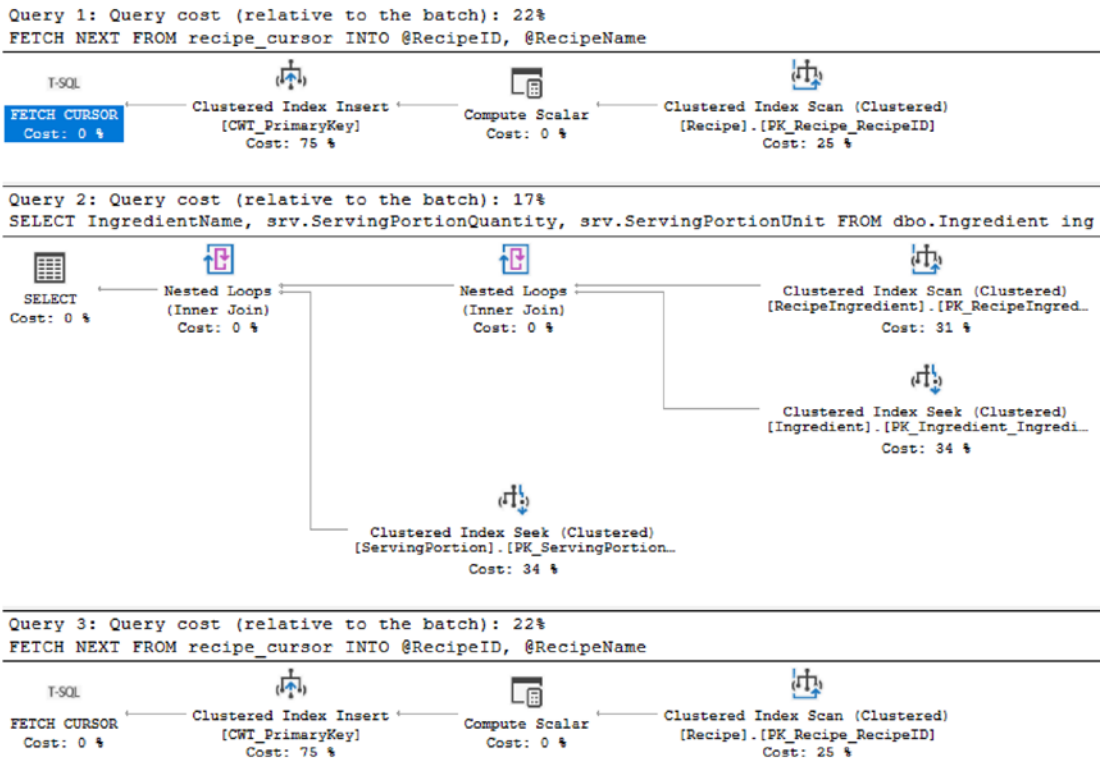 Query 1: Query cost (relative to the batch): 22%
FETCH NEXT FROM recipe_cursor INTO @RecipeID, @RecipeName
T-SQL
FETCH CURSOR
Cost: 0 %
Clustered Index Insert
[CWT_PrimaryKey]
Cost: 75 %
Compute Scalar
Cost: 0 %
Clustered Index Scan (Clustered)
[Recipe].[PK_Recipe_RecipeID]
Cost: 25 %
Query 2: Query cost (relative to the batch): 17%
SELECT IngredientName, srv.ServingPortionQuantity, srv.ServingPortionUnit FROM dbo.Ingredient ing
SELECT
Cost: 0 %
Nested Loops
(Inner Join)
Cost: 0 %
Nested Loops
(Inner Join)
Cost: 0 %
Clustered Index Scan (Clustered)
[RecipeIngredient].[PK_RecipeIngred…
Cost: 31 %
Clustered Index Seek (Clustered)
[Ingredient].[PK_Ingredient_Ingredi…
Cost: 34 %
Clustered Index Seek (Clustered)
[ServingPortion].[PK_ServingPortion…
Cost: 34 %
Query 3: Query cost (relative to the batch): 22%
FETCH NEXT FROM recipe_cursor INTO @RecipeID, @RecipeName
T-SQL
FETCH CURSOR
Cost: 0 %
Clustered Index Insert
[CWT_PrimaryKey]
Cost: 75 %
Compute Scalar
Cost: 0 %
Clustered Index Scan (Clustered)
[Recipe].[PK_Recipe_RecipeID]
Cost: 25 %